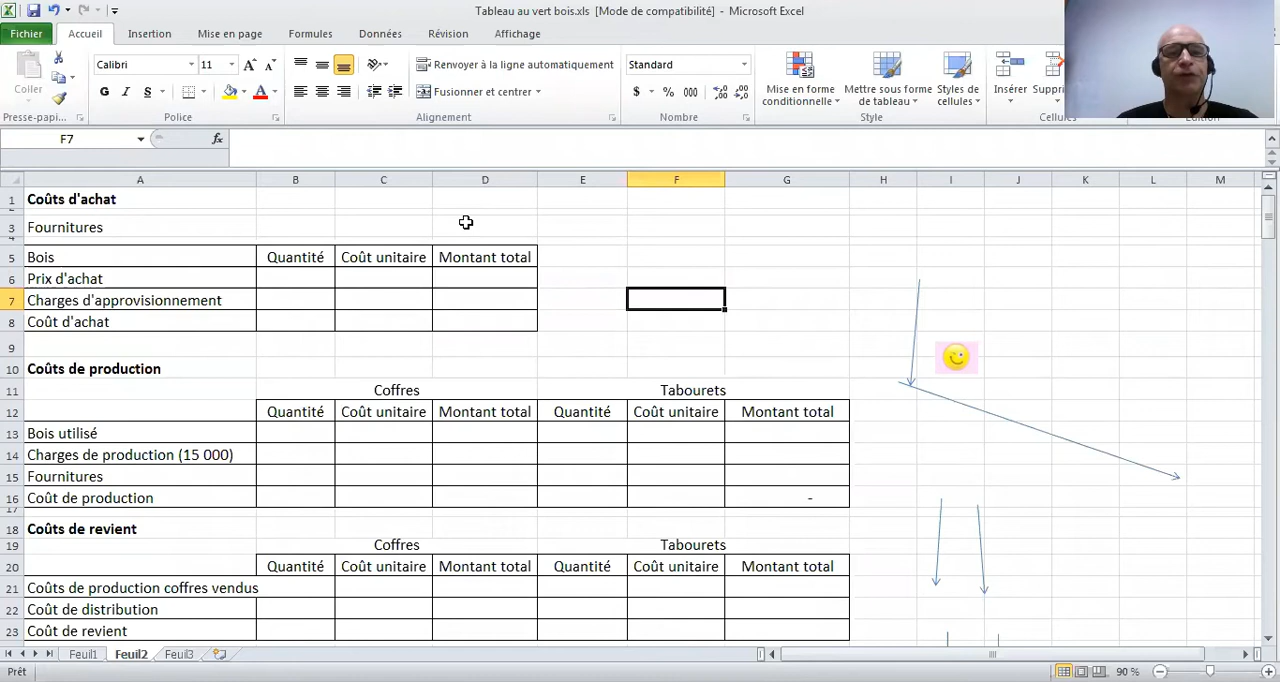 Tableau au vert bois.xls [Mode de compatibilité] - Microsoft Excel
Fichier Accueil Insertion Mise en page Formules Données Révision Affichage
Calibri 11 Renvoyer à la ligne automatiquement Standard
Coller G I S Fusionner et centrer $ % 000 Mise en forme conditionnelle Mettre sous forme de tableau Styles de cellules Insérer
Presse-papi... Police Alignement Nombre Style
F7 fx
A B C D E F G H I J K L M
1 Coûts d'achat
2
3 Fournitures
4
5 Bois Quantité Coût unitaire Montant total
6 Prix d'achat
7 Charges d'approvisionnement
8 Coût d'achat
9
10 Coûts de production
11 Coffres Tabourets
12 Quantité Coût unitaire Montant total Quantité Coût unitaire Montant total
13 Bois utilisé
14 Charges de production (15 000)
15 Fournitures
16 Coût de production -
17
18 Coûts de revient
19 Coffres Tabourets
20 Quantité Coût unitaire Montant total Quantité Coût unitaire Montant total
21 Coûts de production coffres vendus
22 Coût de distribution
23 Coût de revient
Feuil1 Feuil2 Feuil3
Prêt 90 %